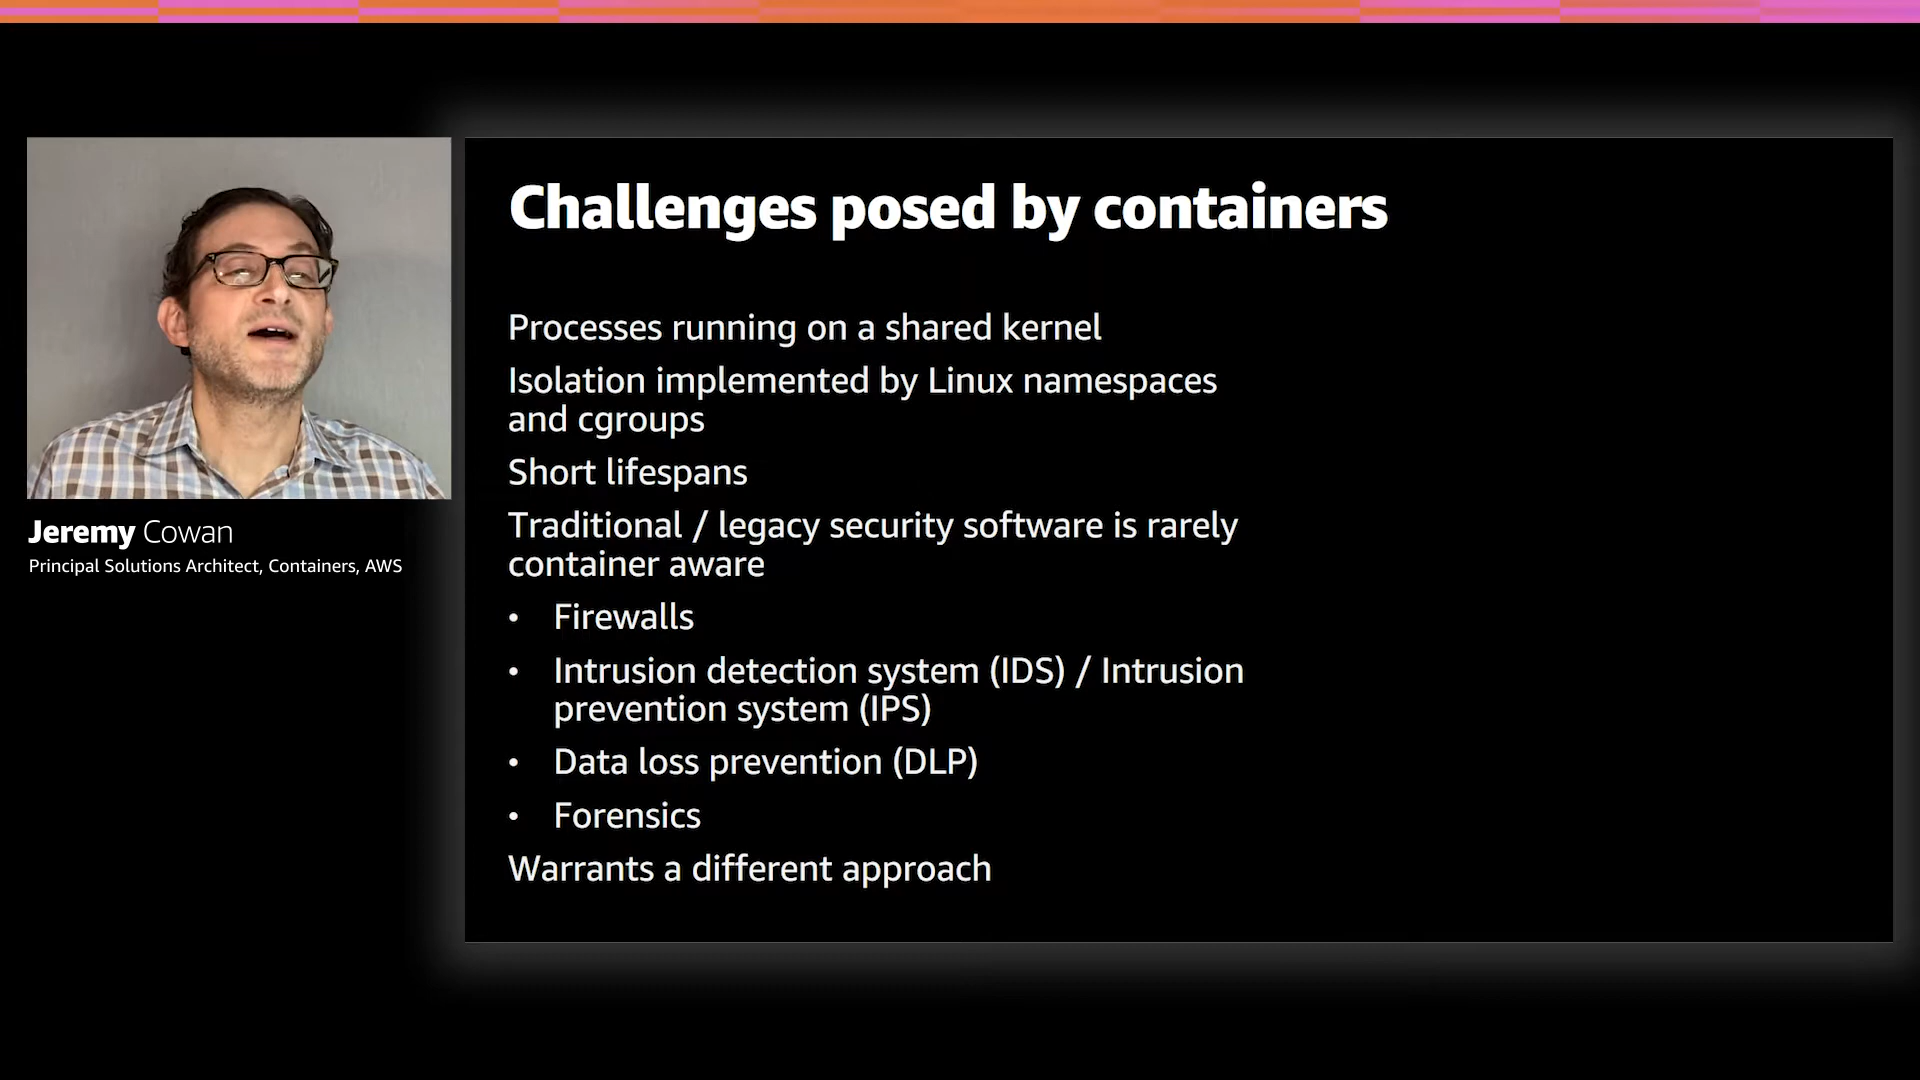 Challenges posed by containers
Processes running on a shared kernel
Isolation implemented by Linux namespaces
and cgroups
Short lifespans
Traditional / legacy security software is rarely
container aware
• Firewalls
• Intrusion detection system (IDS) / Intrusion
prevention system (IPS)
• Data loss prevention (DLP)
• Forensics
Warrants a different approach
Jeremy Cowan
Principal Solutions Architect, Containers, AWS